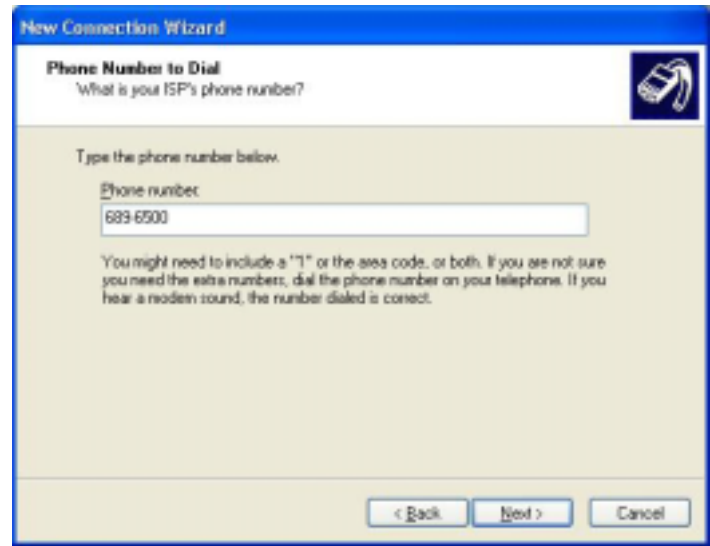 New Connection Wizard
Phone Number to Dial
What is your ISP's phone number?
Type the phone number below.
Phone number:
689-6500
You might need to include a "1" or the area code, or both. If you are not sure
you need the extra numbers, dial the phone number on your telephone. If you
hear a modem sound, the number dialed is correct.
< Back
Next >
Cancel